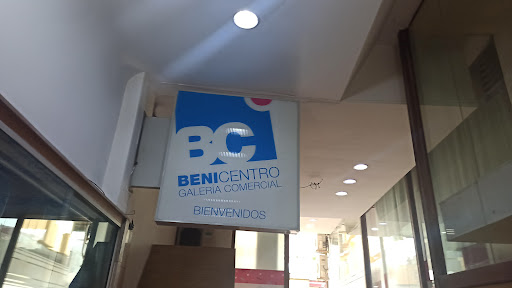 BC
BENICENTRO
GALERIA COMERCIAL
BIENVENIDOS